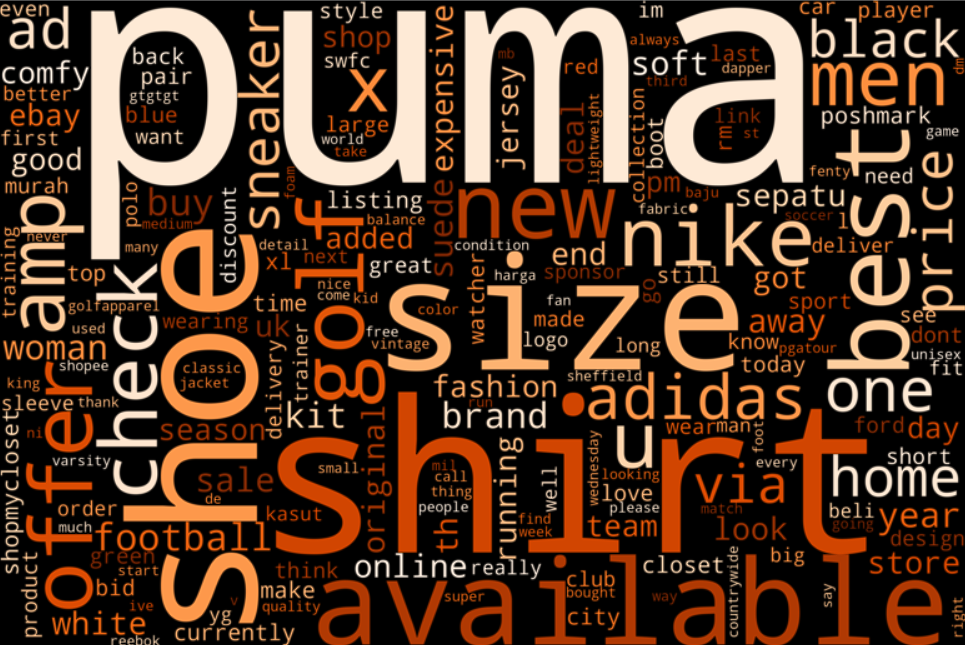 even
ad
puma
style
im
car
player
shop
always
last
black
back
swfc
mb
red
soft
dapper
dm
comfy
pair
sneaker
x
expensive
jersey
third
men
better
gtgtgt
ebay
blue
large
deal
lightweight
collection
boot
link
poshmark
first
want
world
take
rm
st
game
good
foam
fenty
need
murah
polo
buy
discount
listing
suede
new
pm
baju
sepatu
best
price
training
never
amp
medium
balance
fabric
soccer
l
many
detail
golf
added
condition
end
nike
deliver
top
check
shoe
xl
next
great
harga
sponsor
go
still
got
golfapparel
time
nice
come
kid
color
watcher
size
fan
made
sport
used
wearing
uk
free
vintage
logo
long
away
see
dont
woman
know
pgatour
shopee
classic
jacket
trainer
today
unisex
fit
king
offer
delivery
fashion
sheffield
adidas
one
sleeve
thank
kit
run
brand
ni
season
original
shirt
u
wear
man
foot
ford
day
shopmycloset
varsity
sale
small
mil
call
thing
running
well
wednesday
looking
via
every
short
home
de
people
th
love
please
match
order
kasut
find
week
team
look
beli
going
year
much
football
design
green
think
online
really
closet
big
store
product
start
bid
make
available
super
club
bought
way
countrywide
say
right
ive
v
quality
city
white
yg
currently
reebok